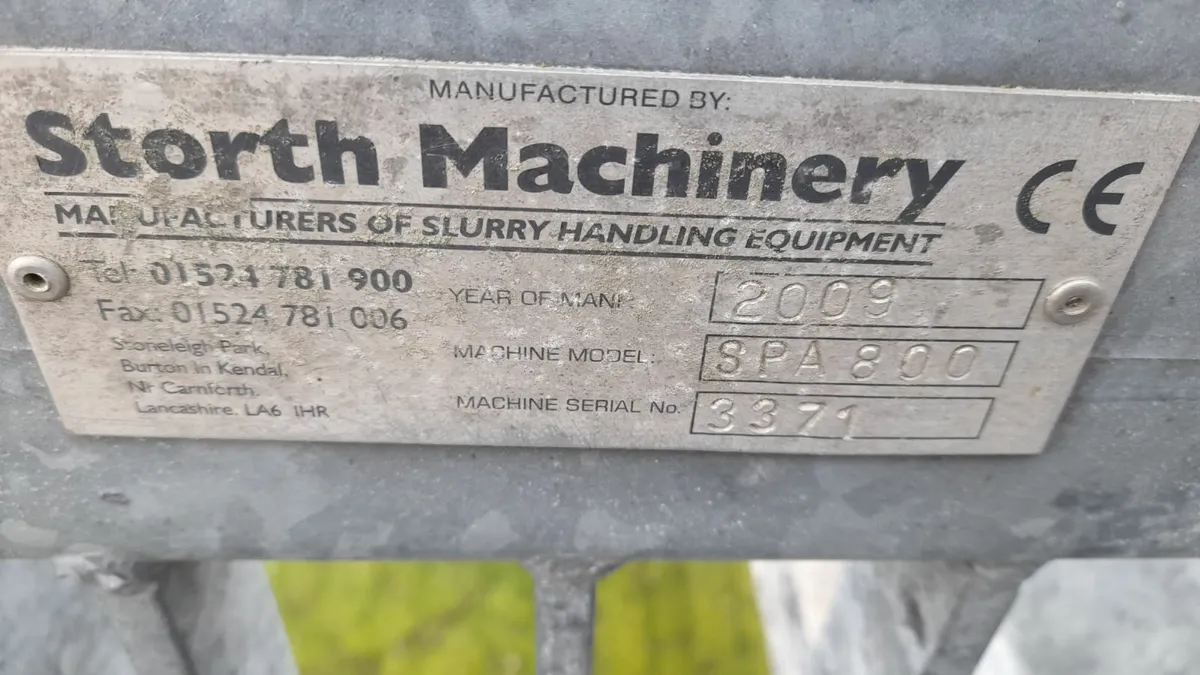 MANUFACTURED BY:
Storth Machinery
CE
MANUFACTURERS OF SLURRY HANDLING EQUIPMENT
Tel: 01524 781 900
Fax: 01524 781 006
Stoneleigh Park,
Burton in Kendal,
Nr Carnforth,
Lancashire. LA6 1HR
YEAR OF MANF 2009
MACHINE MODEL: SPA 800
MACHINE SERIAL No. 3371